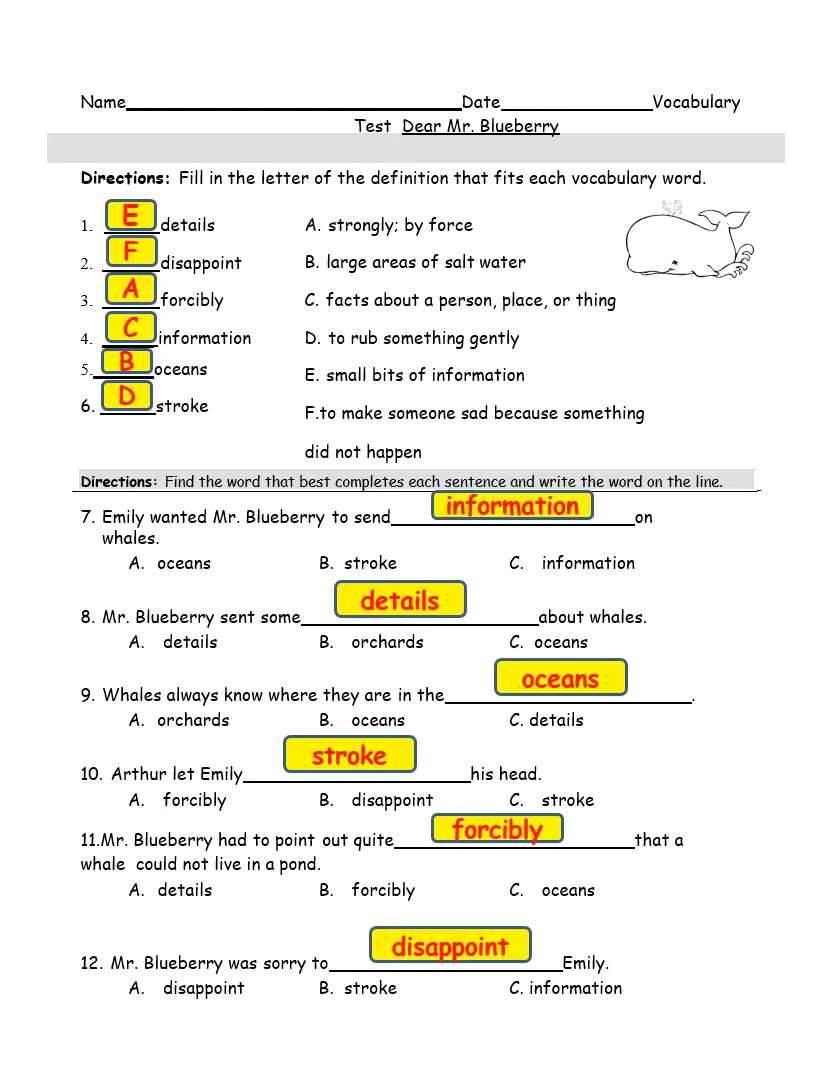 Name_______________Date_______________Vocabulary
Test Dear Mr. Blueberry
Directions: Fill in the letter of the definition that fits each vocabulary word.
1. E details A. strongly; by force
2. F disappoint B. large areas of salt water
3. A forcibly C. facts about a person, place, or thing
4. C information D. to rub something gently
5. B oceans E. small bits of information
6. D stroke F.to make someone sad because something
did not happen
Directions: Find the word that best completes each sentence and write the word on the line.
7. Emily wanted Mr. Blueberry to send information on
whales.
A. oceans B. stroke C. information
8. Mr. Blueberry sent some details about whales.
A. details B. orchards C. oceans
9. Whales always know where they are in the oceans.
A. orchards B. oceans C. details
10. Arthur let Emily stroke his head.
A. forcibly B. disappoint C. stroke
11.Mr. Blueberry had to point out quite forcibly that a
whale could not live in a pond.
A. details B. forcibly C. oceans
12. Mr. Blueberry was sorry to disappoint Emily.
A. disappoint B. stroke C. information